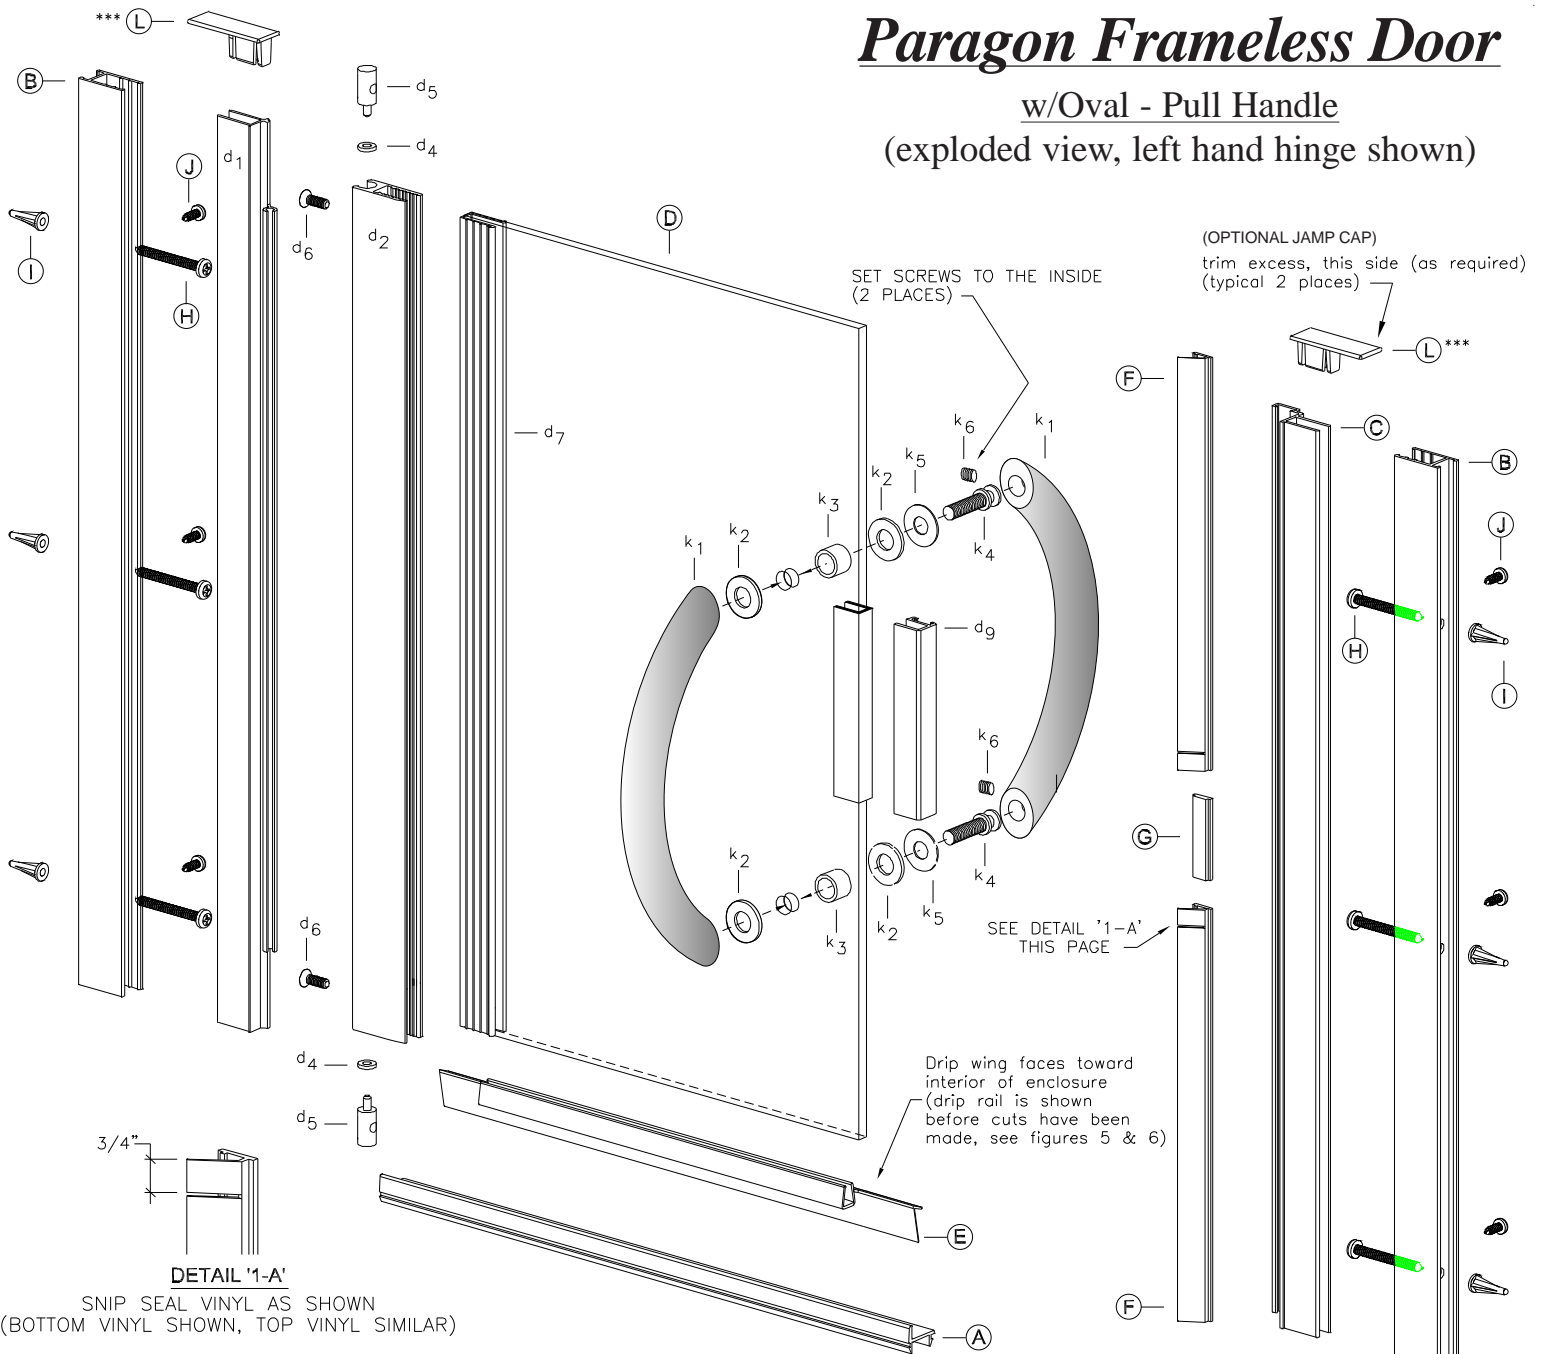 Paragon Frameless Door
w/Oval - Pull Handle
(exploded view, left hand hinge shown)
*** L
B
d1
J
I
H
d5
d4
d6
d2
D
d7
SET SCREWS TO THE INSIDE
(2 PLACES)
(OPTIONAL JAMP CAP)
trim excess, this side (as required)
(typical 2 places)
L ***
F
C
B
J
H
I
k6
k1
k5
k2
k3
k4
k2
k1
d9
k6
k4
k5
k2
k3
k2
G
SEE DETAIL '1-A'
THIS PAGE
d6
d4
d5
Drip wing faces toward
interior of enclosure
(drip rail is shown
before cuts have been
made, see figures 5 & 6)
E
A
F
3/4"
DETAIL '1-A'
SNIP SEAL VINYL AS SHOWN
(BOTTOM VINYL SHOWN, TOP VINYL SIMILAR)